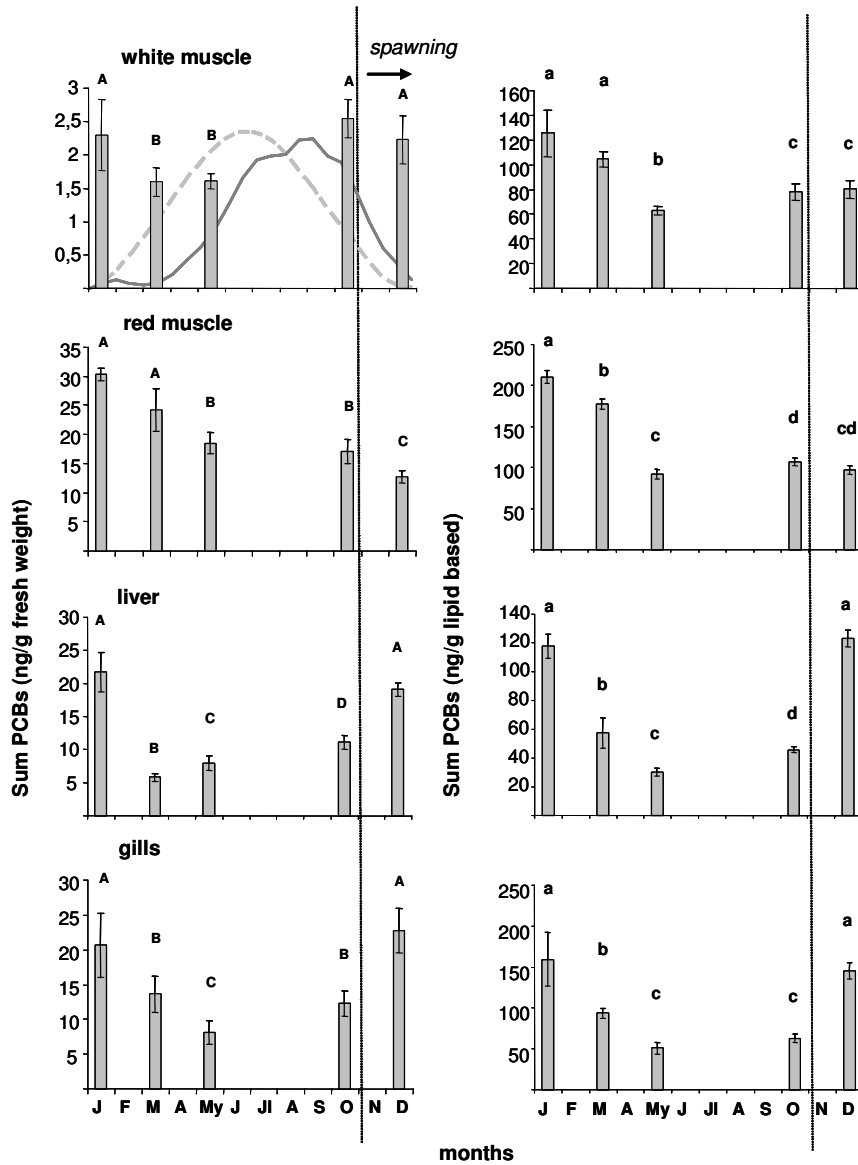 white muscle
spawning
A B B A A
3
2,5
2
1,5
1
0,5
a a b c c
160
140
120
100
80
60
40
20
red muscle
A A B B C
35
30
25
20
15
10
5
a b c d cd
250
200
150
100
50
liver
A B C D A
30
25
20
15
10
5
a b c d a
140
120
100
80
60
40
20
gills
A B C B A
30
25
20
15
10
5
a b c c a
250
200
150
100
50
Sum PCBs (ng/g fresh weight)
Sum PCBs (ng/g lipid based)
J F M A My J Jl A S O N D
J F M A My J Jl A S O N D
months